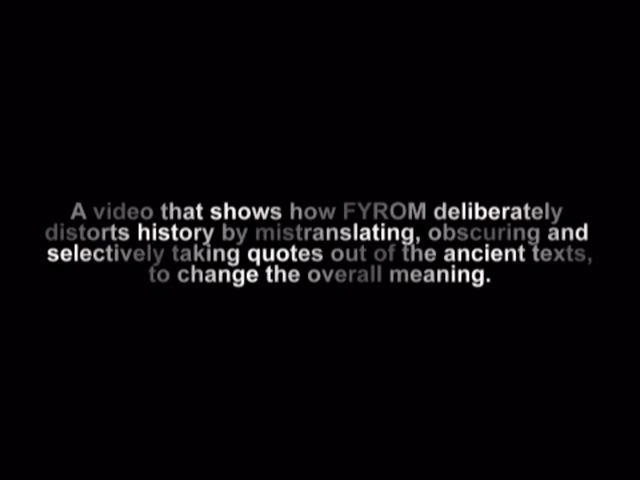 A video that shows how FYROM deliberately
distorts history by mistranslating, obscuring and
selectively taking quotes out of the ancient texts,
to change the overall meaning.